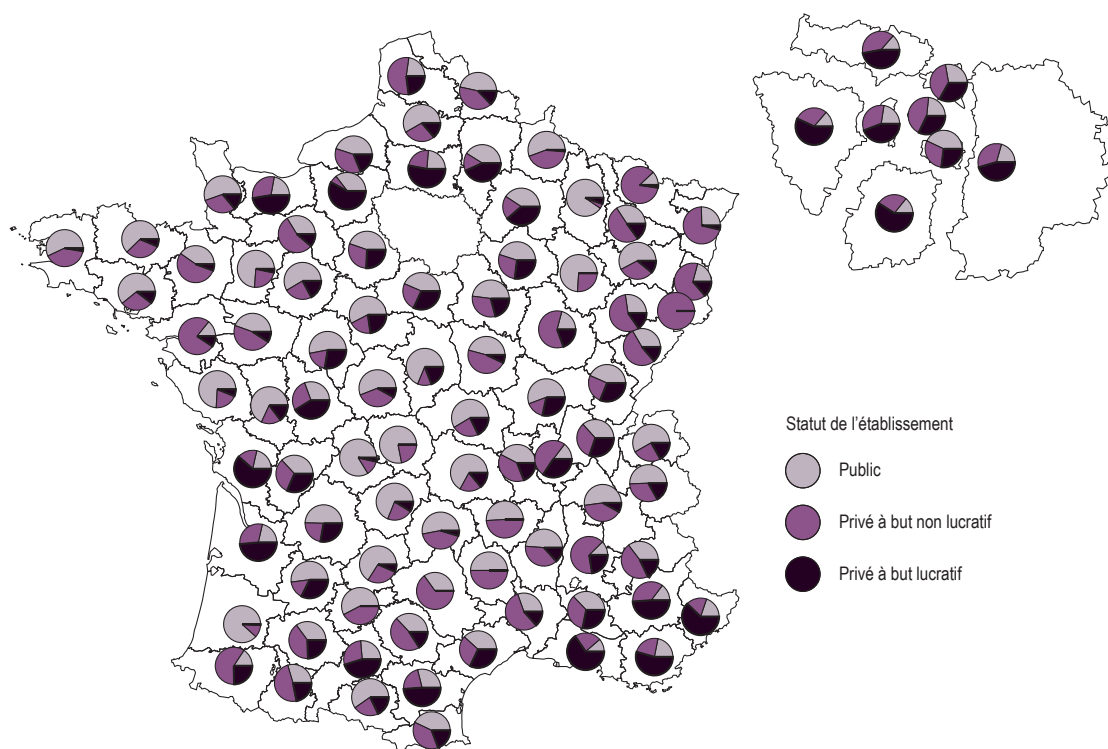 Statut de l'établissement
Public
Privé à but non lucratif
Privé à but lucratif